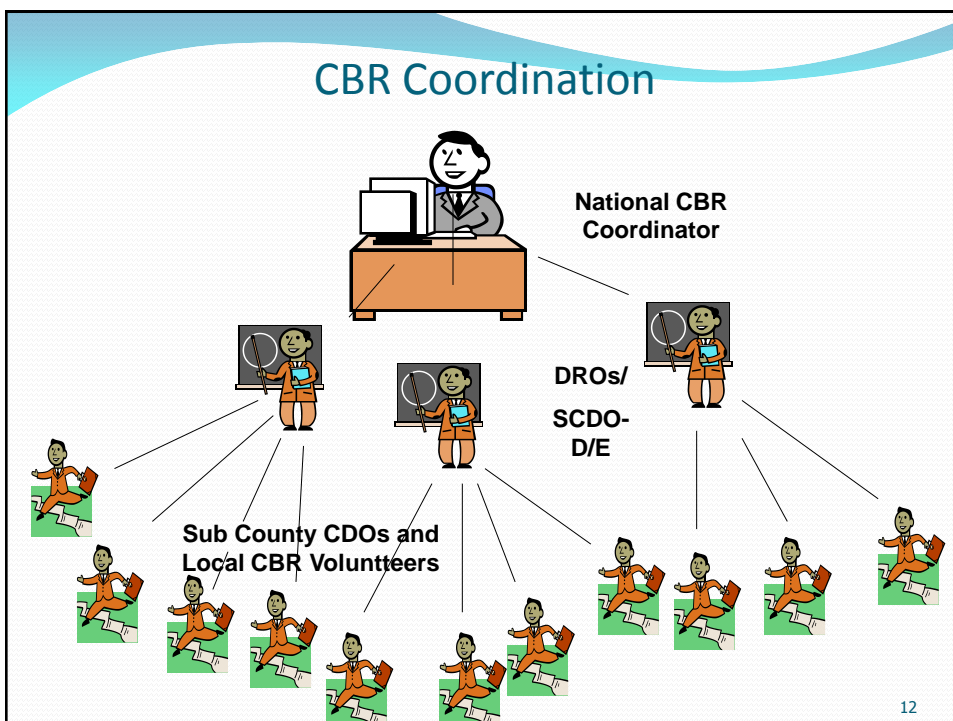 CBR Coordination
National CBR
Coordinator
DROs/
SCDO-
D/E
Sub County CDOs and
Local CBR Voluntteers
12